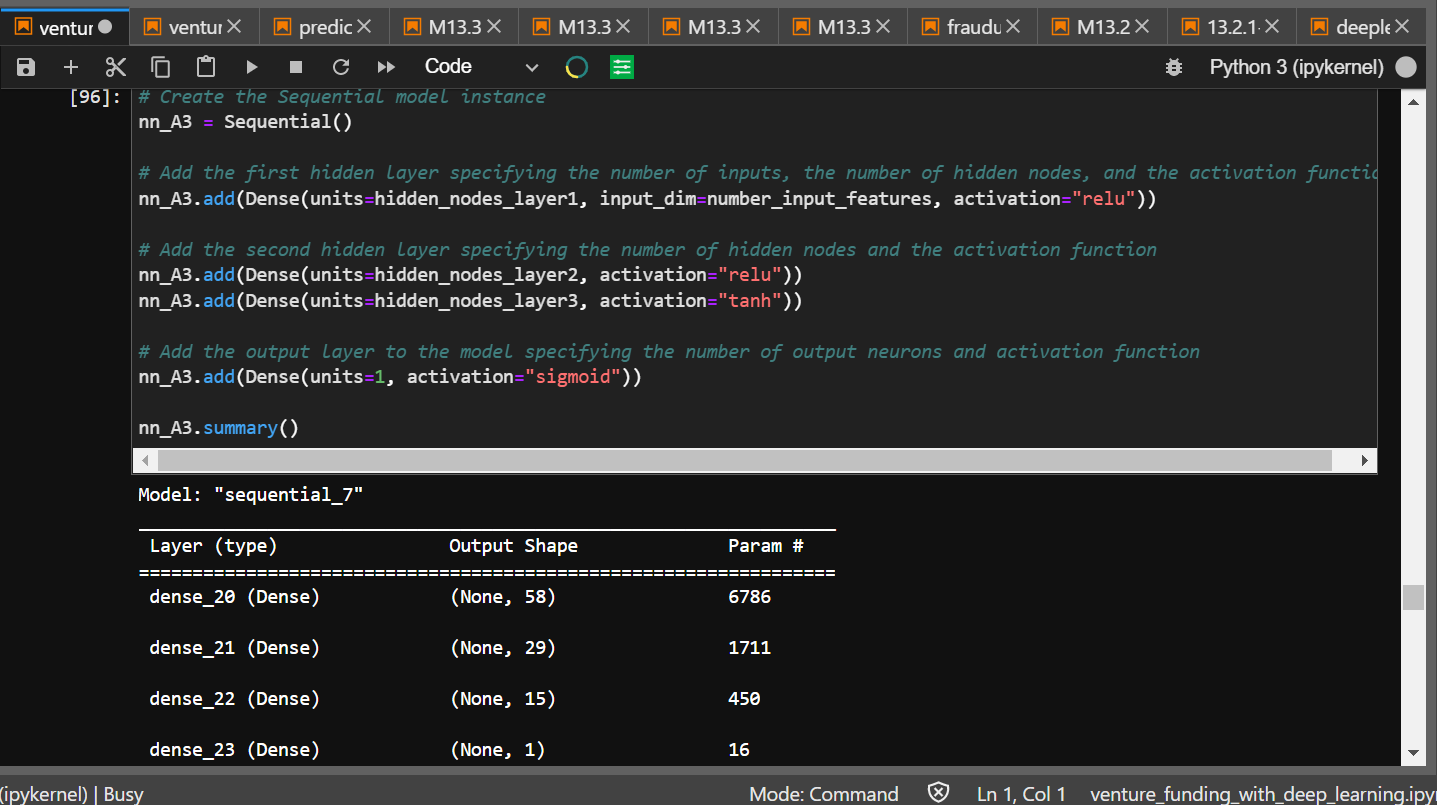 ventur ventur predic M13.3 M13.3 M13.3 M13.3 fraudu M13.2 13.2.1- deeple
Code Python 3 (ipykernel)
[96]: # Create the Sequential model instance
nn_A3 = Sequential()
# Add the first hidden layer specifying the number of inputs, the number of hidden nodes, and the activation functio
nn_A3.add(Dense(units=hidden_nodes_layer1, input_dim=number_input_features, activation="relu"))
# Add the second hidden layer specifying the number of hidden nodes and the activation function
nn_A3.add(Dense(units=hidden_nodes_layer2, activation="relu"))
nn_A3.add(Dense(units=hidden_nodes_layer3, activation="tanh"))
# Add the output layer to the model specifying the number of output neurons and activation function
nn_A3.add(Dense(units=1, activation="sigmoid"))
nn_A3.summary()
Model: "sequential_7"
_________________________________________________________________
Layer (type) Output Shape Param #
=================================================================
dense_20 (Dense) (None, 58) 6786
dense_21 (Dense) (None, 29) 1711
dense_22 (Dense) (None, 15) 450
dense_23 (Dense) (None, 1) 16
(ipykernel) | Busy Mode: Command Ln 1, Col 1 venture_funding_with_deep_learning.ipy